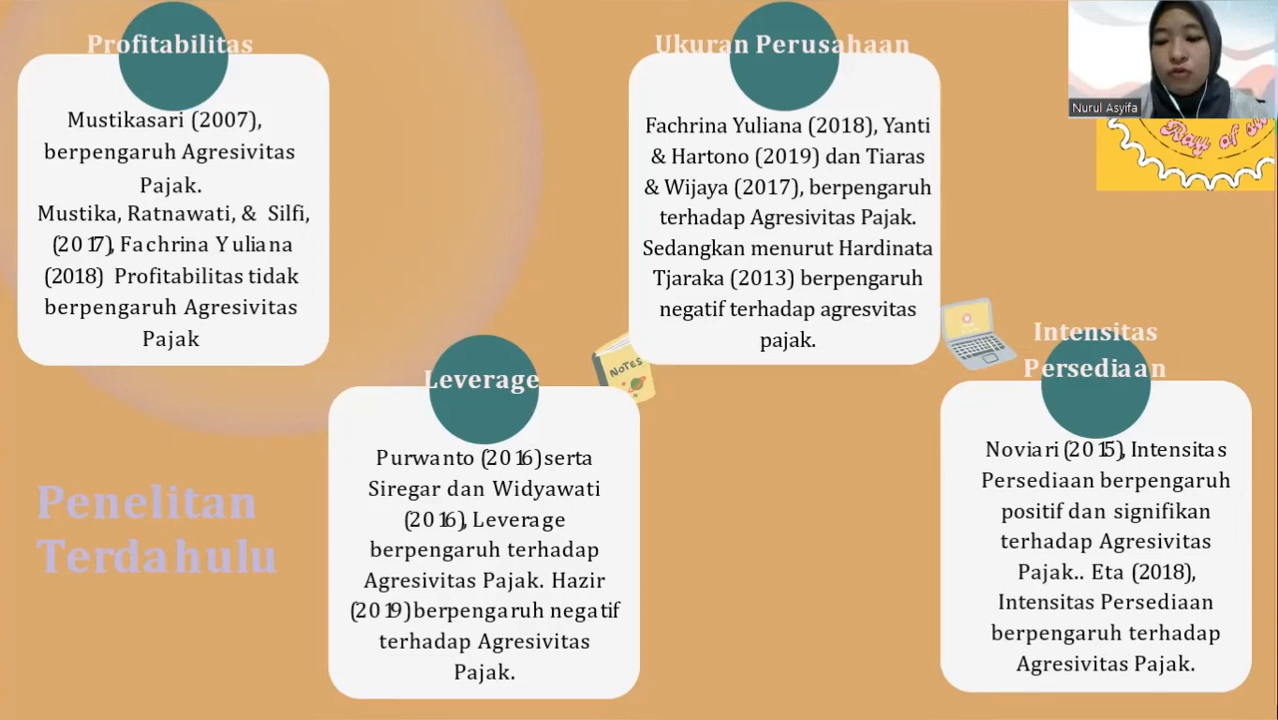 Profitabilitas
Mustikasari (2007),
berpengaruh Agresivitas
Pajak.
Mustika, Ratnawati, & Silfi,
(2017), Fachrina Yuliana
(2018) Profitabilitas tidak
berpengaruh Agresivitas
Pajak
Ukuran Perusahaan
Fachrina Yuliana (2018), Yanti
& Hartono (2019) dan Tiaras
& Wijaya (2017), berpengaruh
terhadap Agresivitas Pajak.
Sedangkan menurut Hardinata
Tjaraka (2013) berpengaruh
negatif terhadap agresvitas
pajak.
Nurul Asyifa
Ray of
NOTES
Leverage
Purwanto (2016) serta
Siregar dan Widyawati
(2016), Leverage
berpengaruh terhadap
Agresivitas Pajak. Hazir
(2019) berpengaruh negatif
terhadap Agresivitas
Pajak.
Intensitas
Persediaan
Noviari (2015), Intensitas
Persediaan berpengaruh
positif dan signifikan
terhadap Agresivitas
Pajak.. Eta (2018),
Intensitas Persediaan
berpengaruh terhadap
Agresivitas Pajak.
Penelitan
Terdahulu